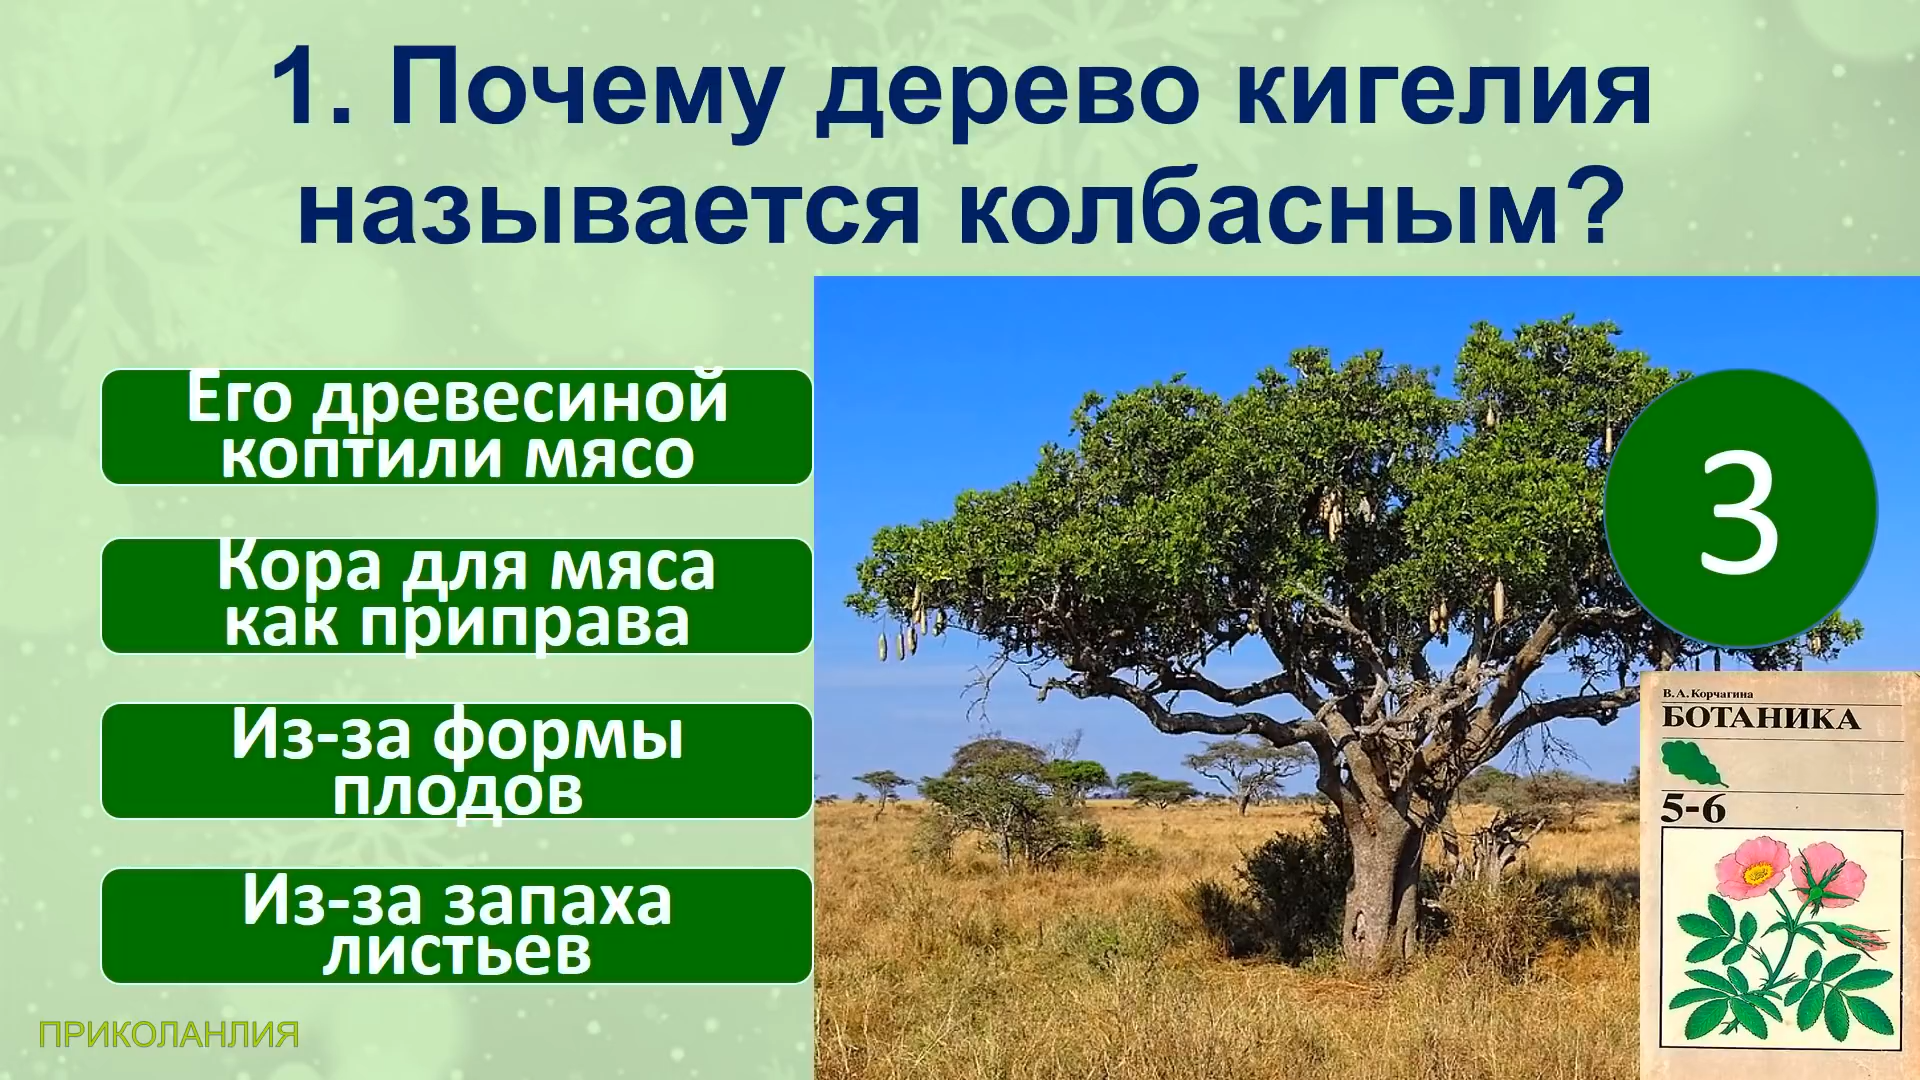 1. Почему дерево кигелия
называется колбасным?
Его древесиной
коптили мясо
Кора для мяса
как приправа
Из-за формы
плодов
Из-за запаха
листьев
3
В. А. Корчагина
БОТАНИКА
5-6
ПРИКОЛАНЛИЯ